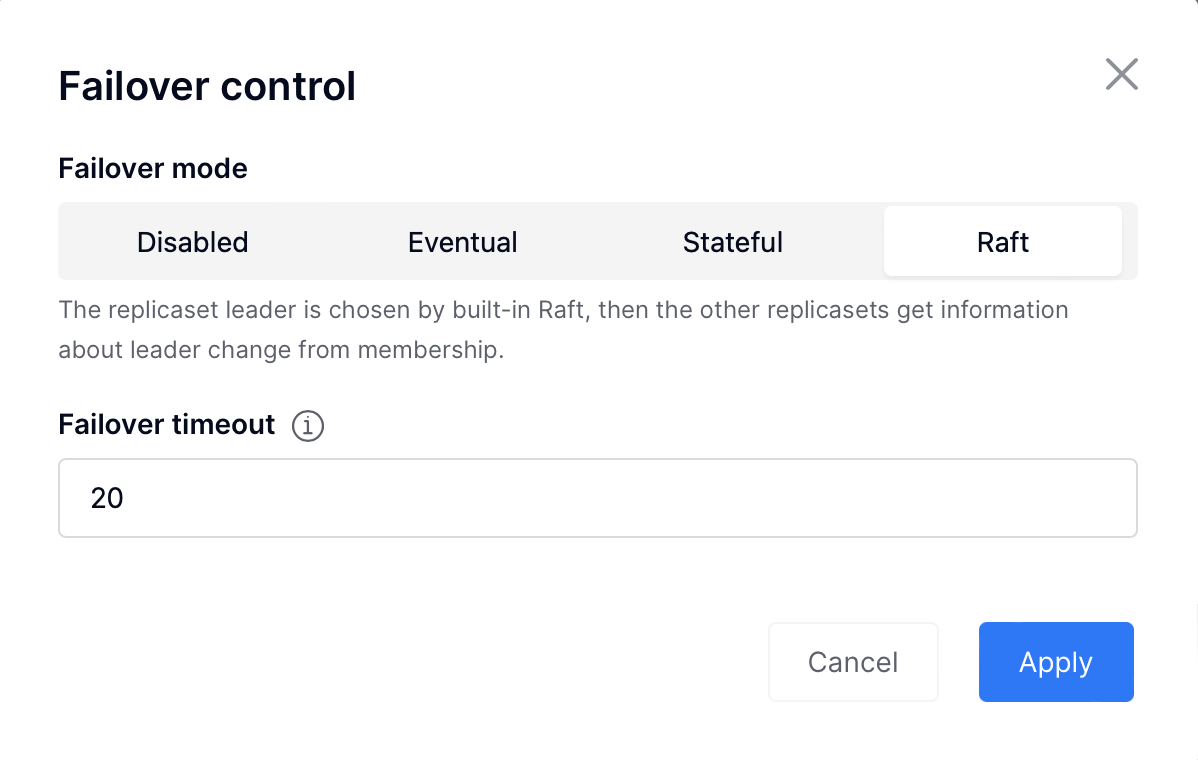 Failover control
Failover mode
Disabled Eventual Stateful Raft
The replicaset leader is chosen by built-in Raft, then the other replicasets get information
about leader change from membership.
Failover timeout
20
Cancel Apply